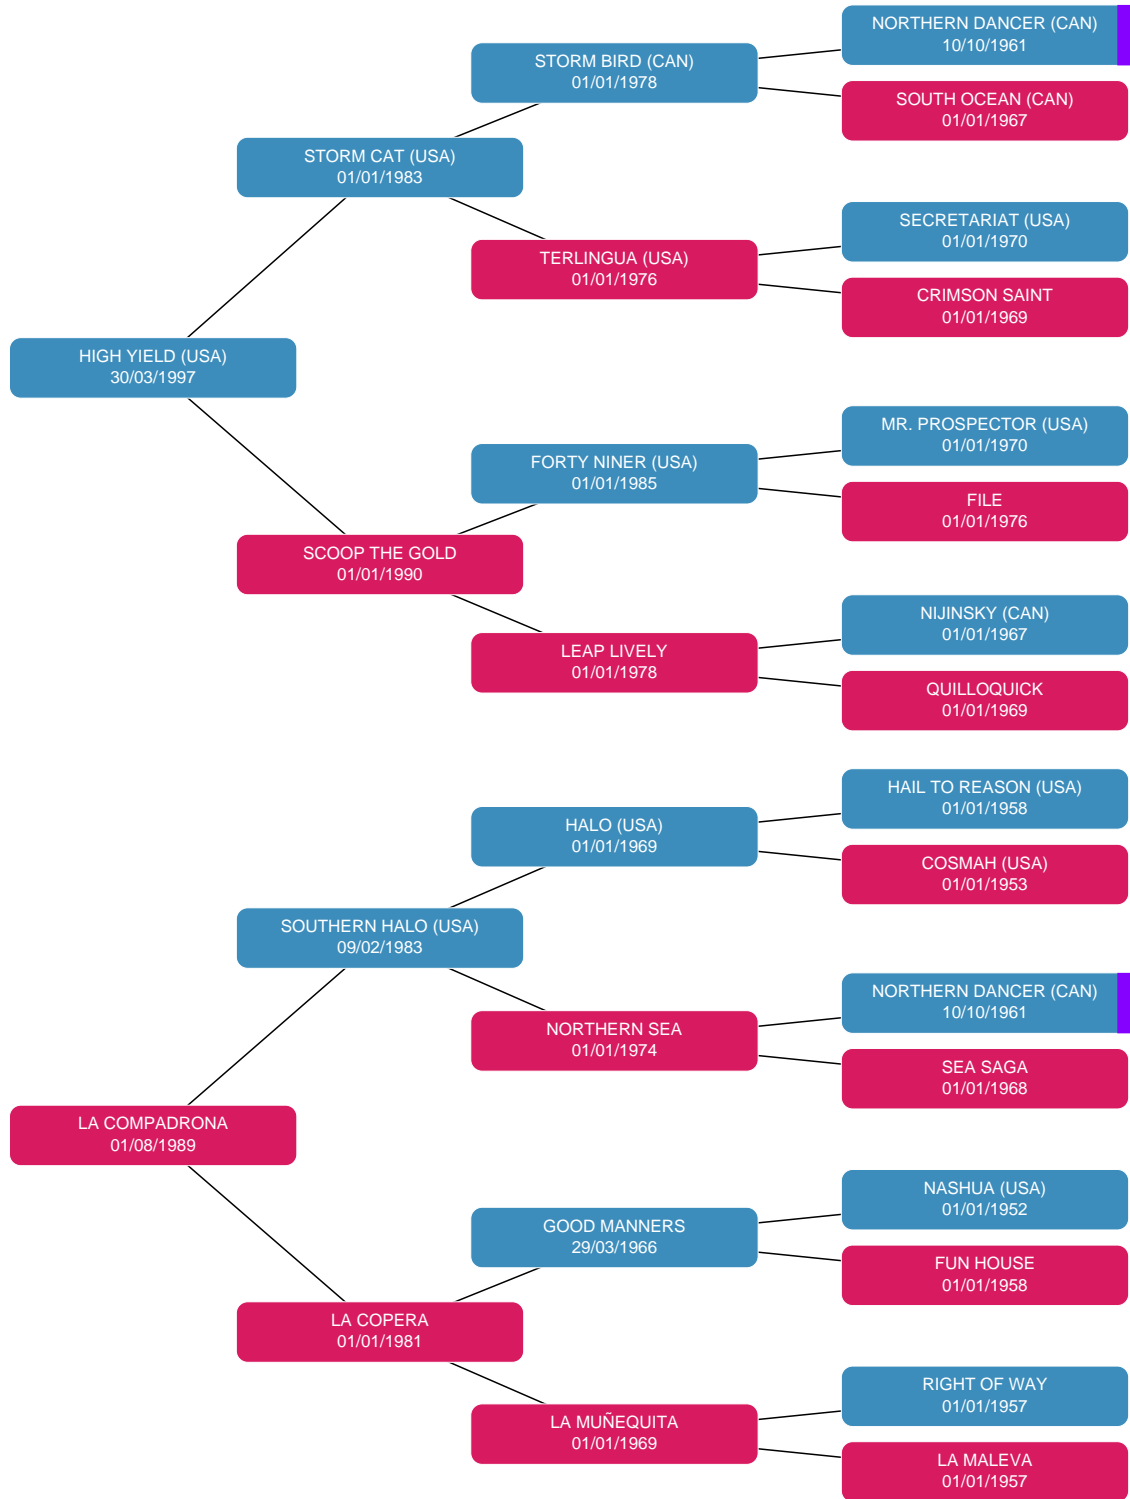 NORTHERN DANCER (CAN)
10/10/1961
STORM BIRD (CAN)
01/01/1978
SOUTH OCEAN (CAN)
01/01/1967
STORM CAT (USA)
01/01/1983
SECRETARIAT (USA)
01/01/1970
TERLINGUA (USA)
01/01/1976
CRIMSON SAINT
01/01/1969
HIGH YIELD (USA)
30/03/1997
MR. PROSPECTOR (USA)
01/01/1970
FORTY NINER (USA)
01/01/1985
FILE
01/01/1976
SCOOP THE GOLD
01/01/1990
NIJINSKY (CAN)
01/01/1967
LEAP LIVELY
01/01/1978
QUILLOQUICK
01/01/1969
HAIL TO REASON (USA)
01/01/1958
HALO (USA)
01/01/1969
COSMAH (USA)
01/01/1953
SOUTHERN HALO (USA)
09/02/1983
NORTHERN DANCER (CAN)
10/10/1961
NORTHERN SEA
01/01/1974
SEA SAGA
01/01/1968
LA COMPADRONA
01/08/1989
NASHUA (USA)
01/01/1952
GOOD MANNERS
29/03/1966
FUN HOUSE
01/01/1958
LA COPERA
01/01/1981
RIGHT OF WAY
01/01/1957
LA MUÑEQUITA
01/01/1969
LA MALEVA
01/01/1957